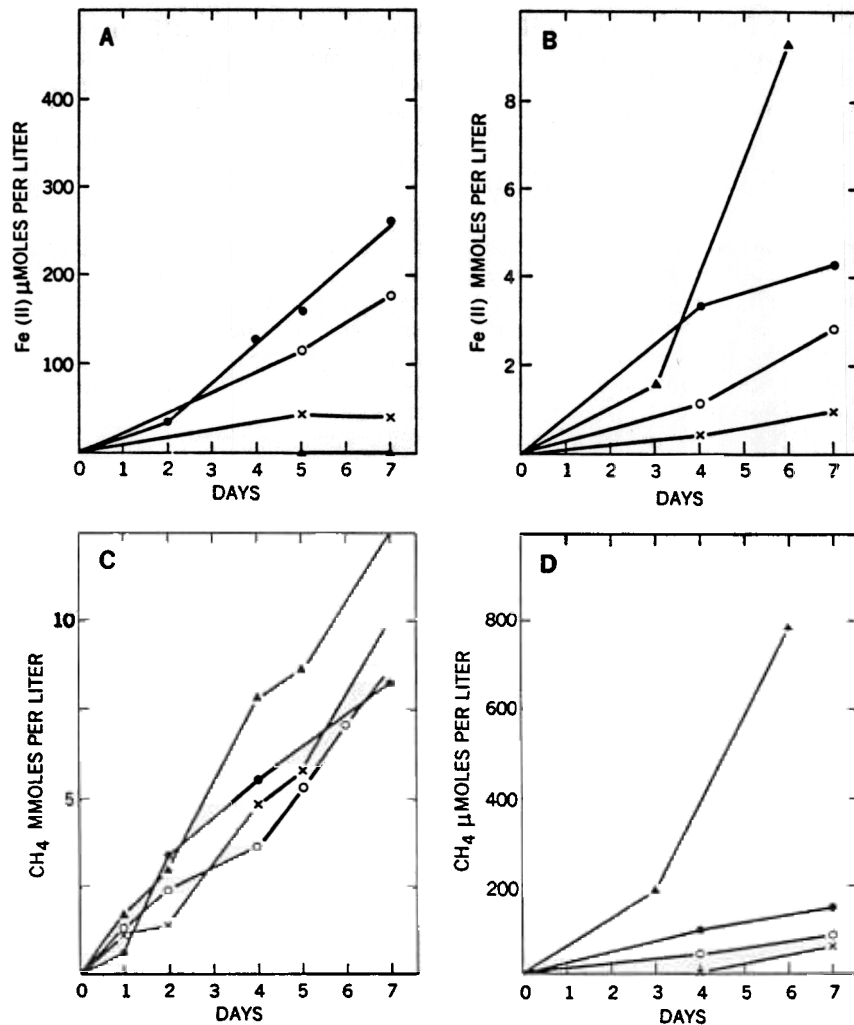 A
Fe (II) μMOLES PER LITER
400
300
200
100
0 1 2 3 4 5 6 7
DAYS
B
Fe (II) MMOLES PER LITER
8
6
4
2
0 1 2 3 4 5 6 7
DAYS
C
CH4 MMOLES PER LITER
10
5
0 1 2 3 4 5 6 7
DAYS
D
CH4 μMOLES PER LITER
800
600
400
200
0 1 2 3 4 5 6 7
DAYS